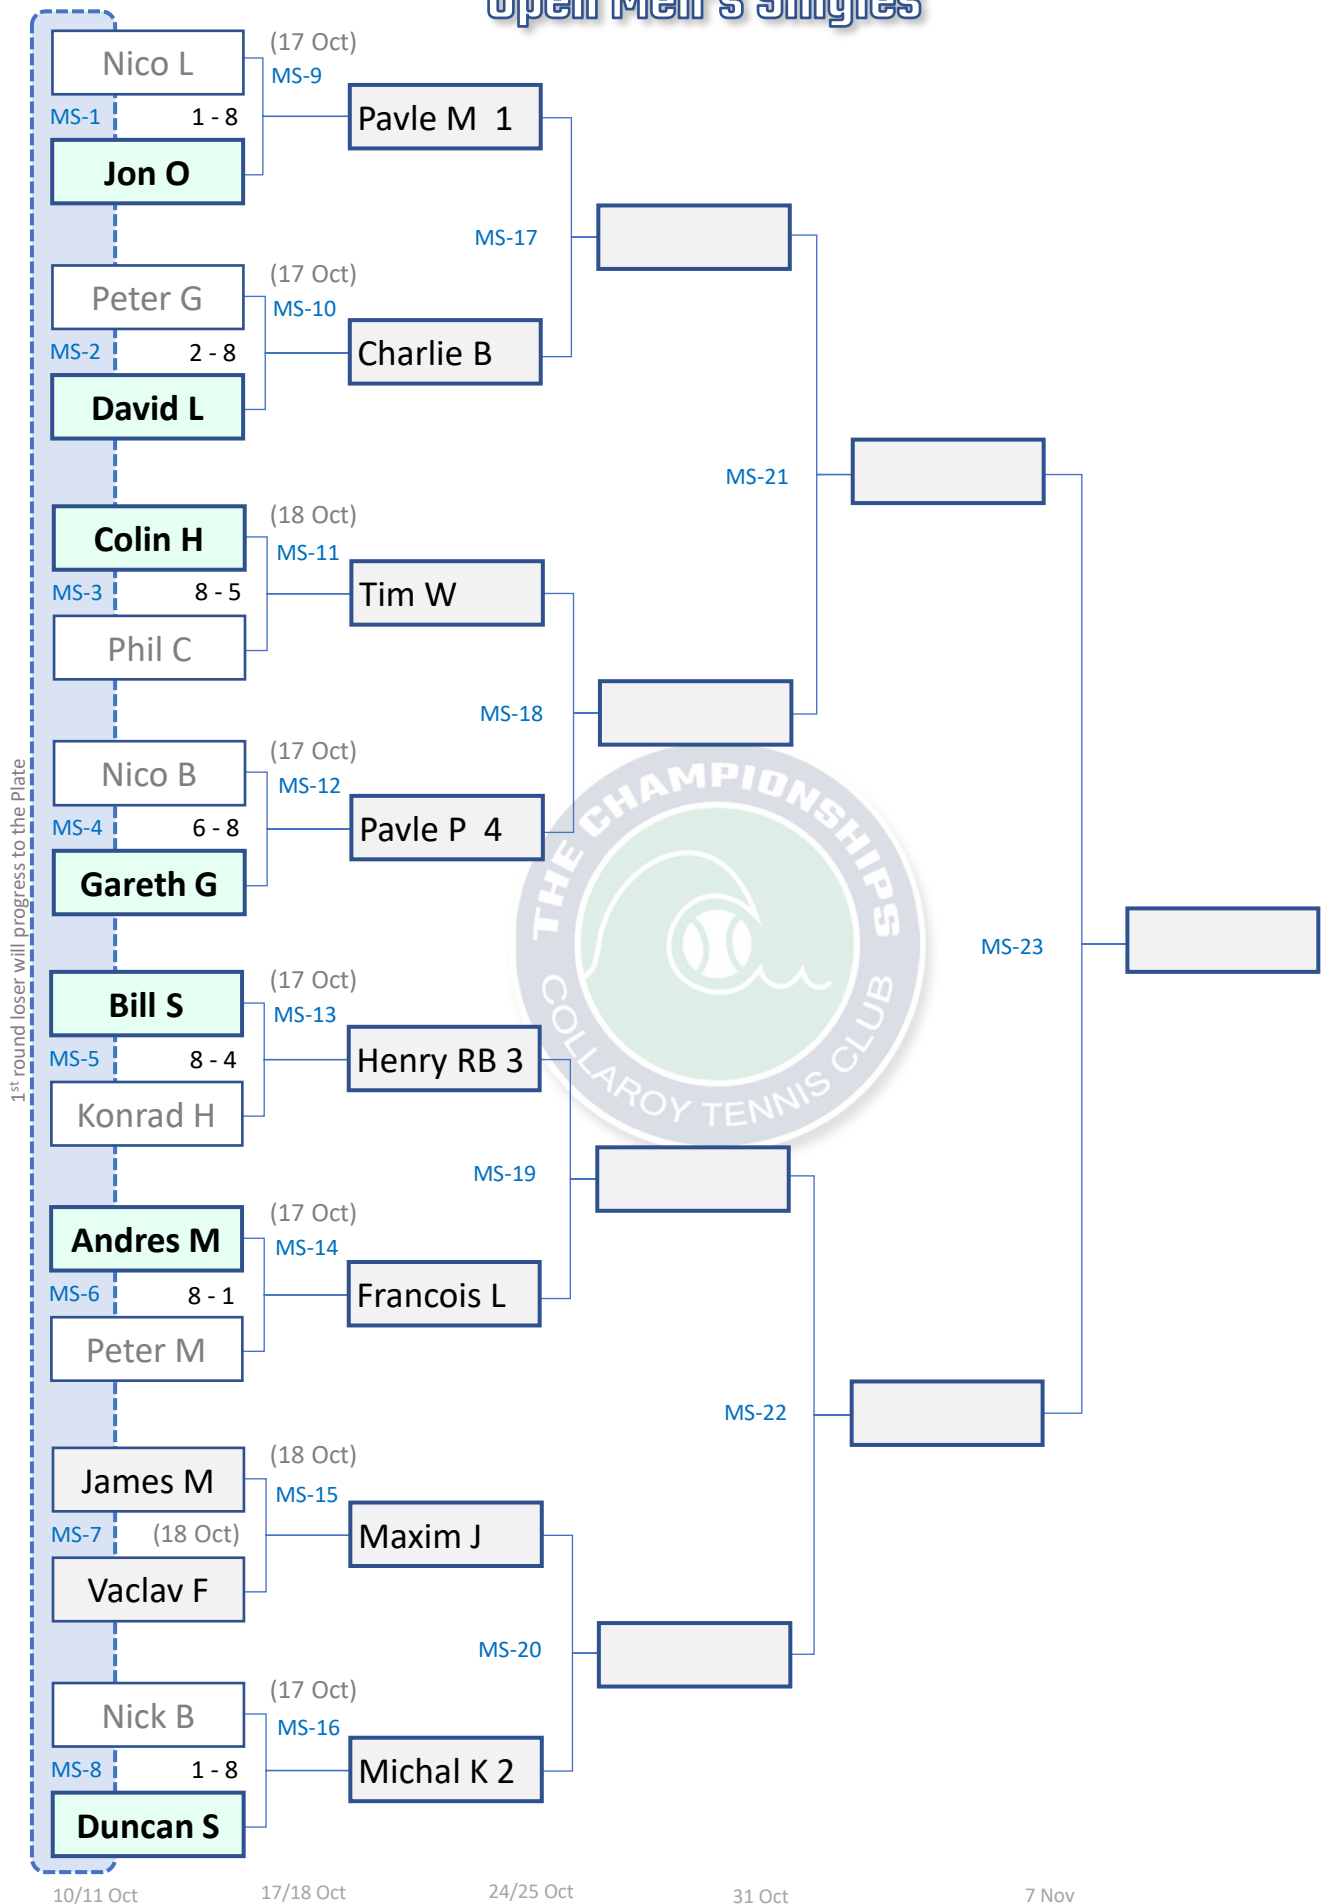 Open Men's Singles
Nico L
(17 Oct)
MS-9
MS-1
1 - 8
Pavle M 1
Jon O
MS-17
Peter G
(17 Oct)
MS-10
MS-2
2 - 8
Charlie B
David L
MS-21
Colin H
(18 Oct)
MS-11
MS-3
8 - 5
Tim W
Phil C
MS-18
Nico B
(17 Oct)
MS-12
MS-4
6 - 8
Pavle P 4
Gareth G
1st round loser will progress to the Plate
THE CHAMPIONSHIPS
COLLAROY TENNIS CLUB
MS-23
Bill S
(17 Oct)
MS-13
MS-5
8 - 4
Henry RB 3
Konrad H
MS-19
Andres M
(17 Oct)
MS-14
MS-6
8 - 1
Francois L
Peter M
MS-22
James M
(18 Oct)
MS-15
MS-7
(18 Oct)
Maxim J
Vaclav F
MS-20
Nick B
(17 Oct)
MS-16
MS-8
1 - 8
Michal K 2
Duncan S
10/11 Oct
17/18 Oct
24/25 Oct
31 Oct
7 Nov